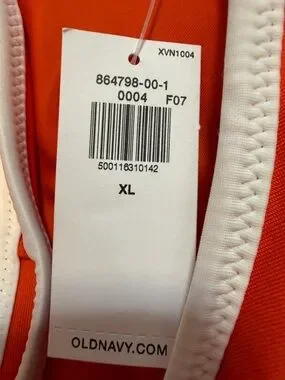 XVN1004
864798-00-1
0004 F07
500116310142
XL
OLDNAVY.COM